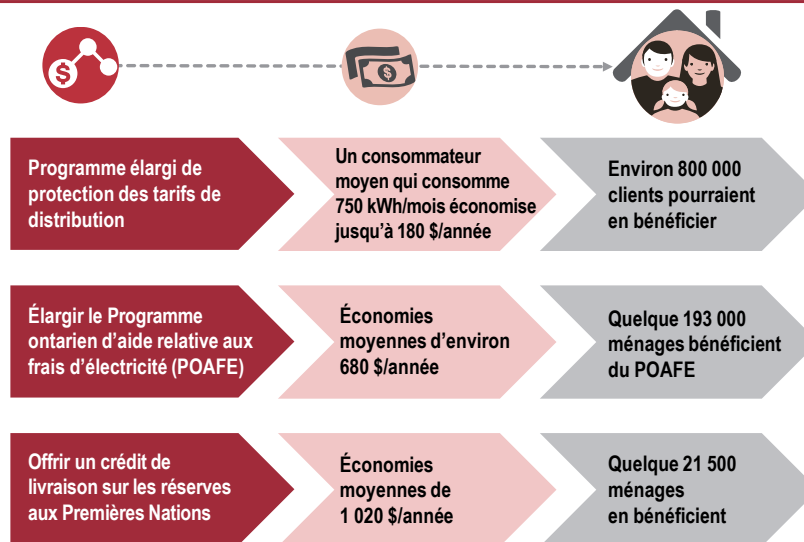 $
$
Programme élargi de
protection des tarifs de
distribution
Un consommateur
moyen qui consomme
750 kWh/mois économise
jusqu'à 180 $/année
Environ 800 000
clients pourraient
en bénéficier
Élargir le Programme
ontarien d'aide relative aux
frais d'électricité (POAFE)
Économies
moyennes d'environ
680 $/année
Quelque 193 000
ménages bénéficient
du POAFE
Offrir un crédit de
livraison sur les réserves
aux Premières Nations
Économies
moyennes de
1 020 $/année
Quelque 21 500
ménages
en bénéficient